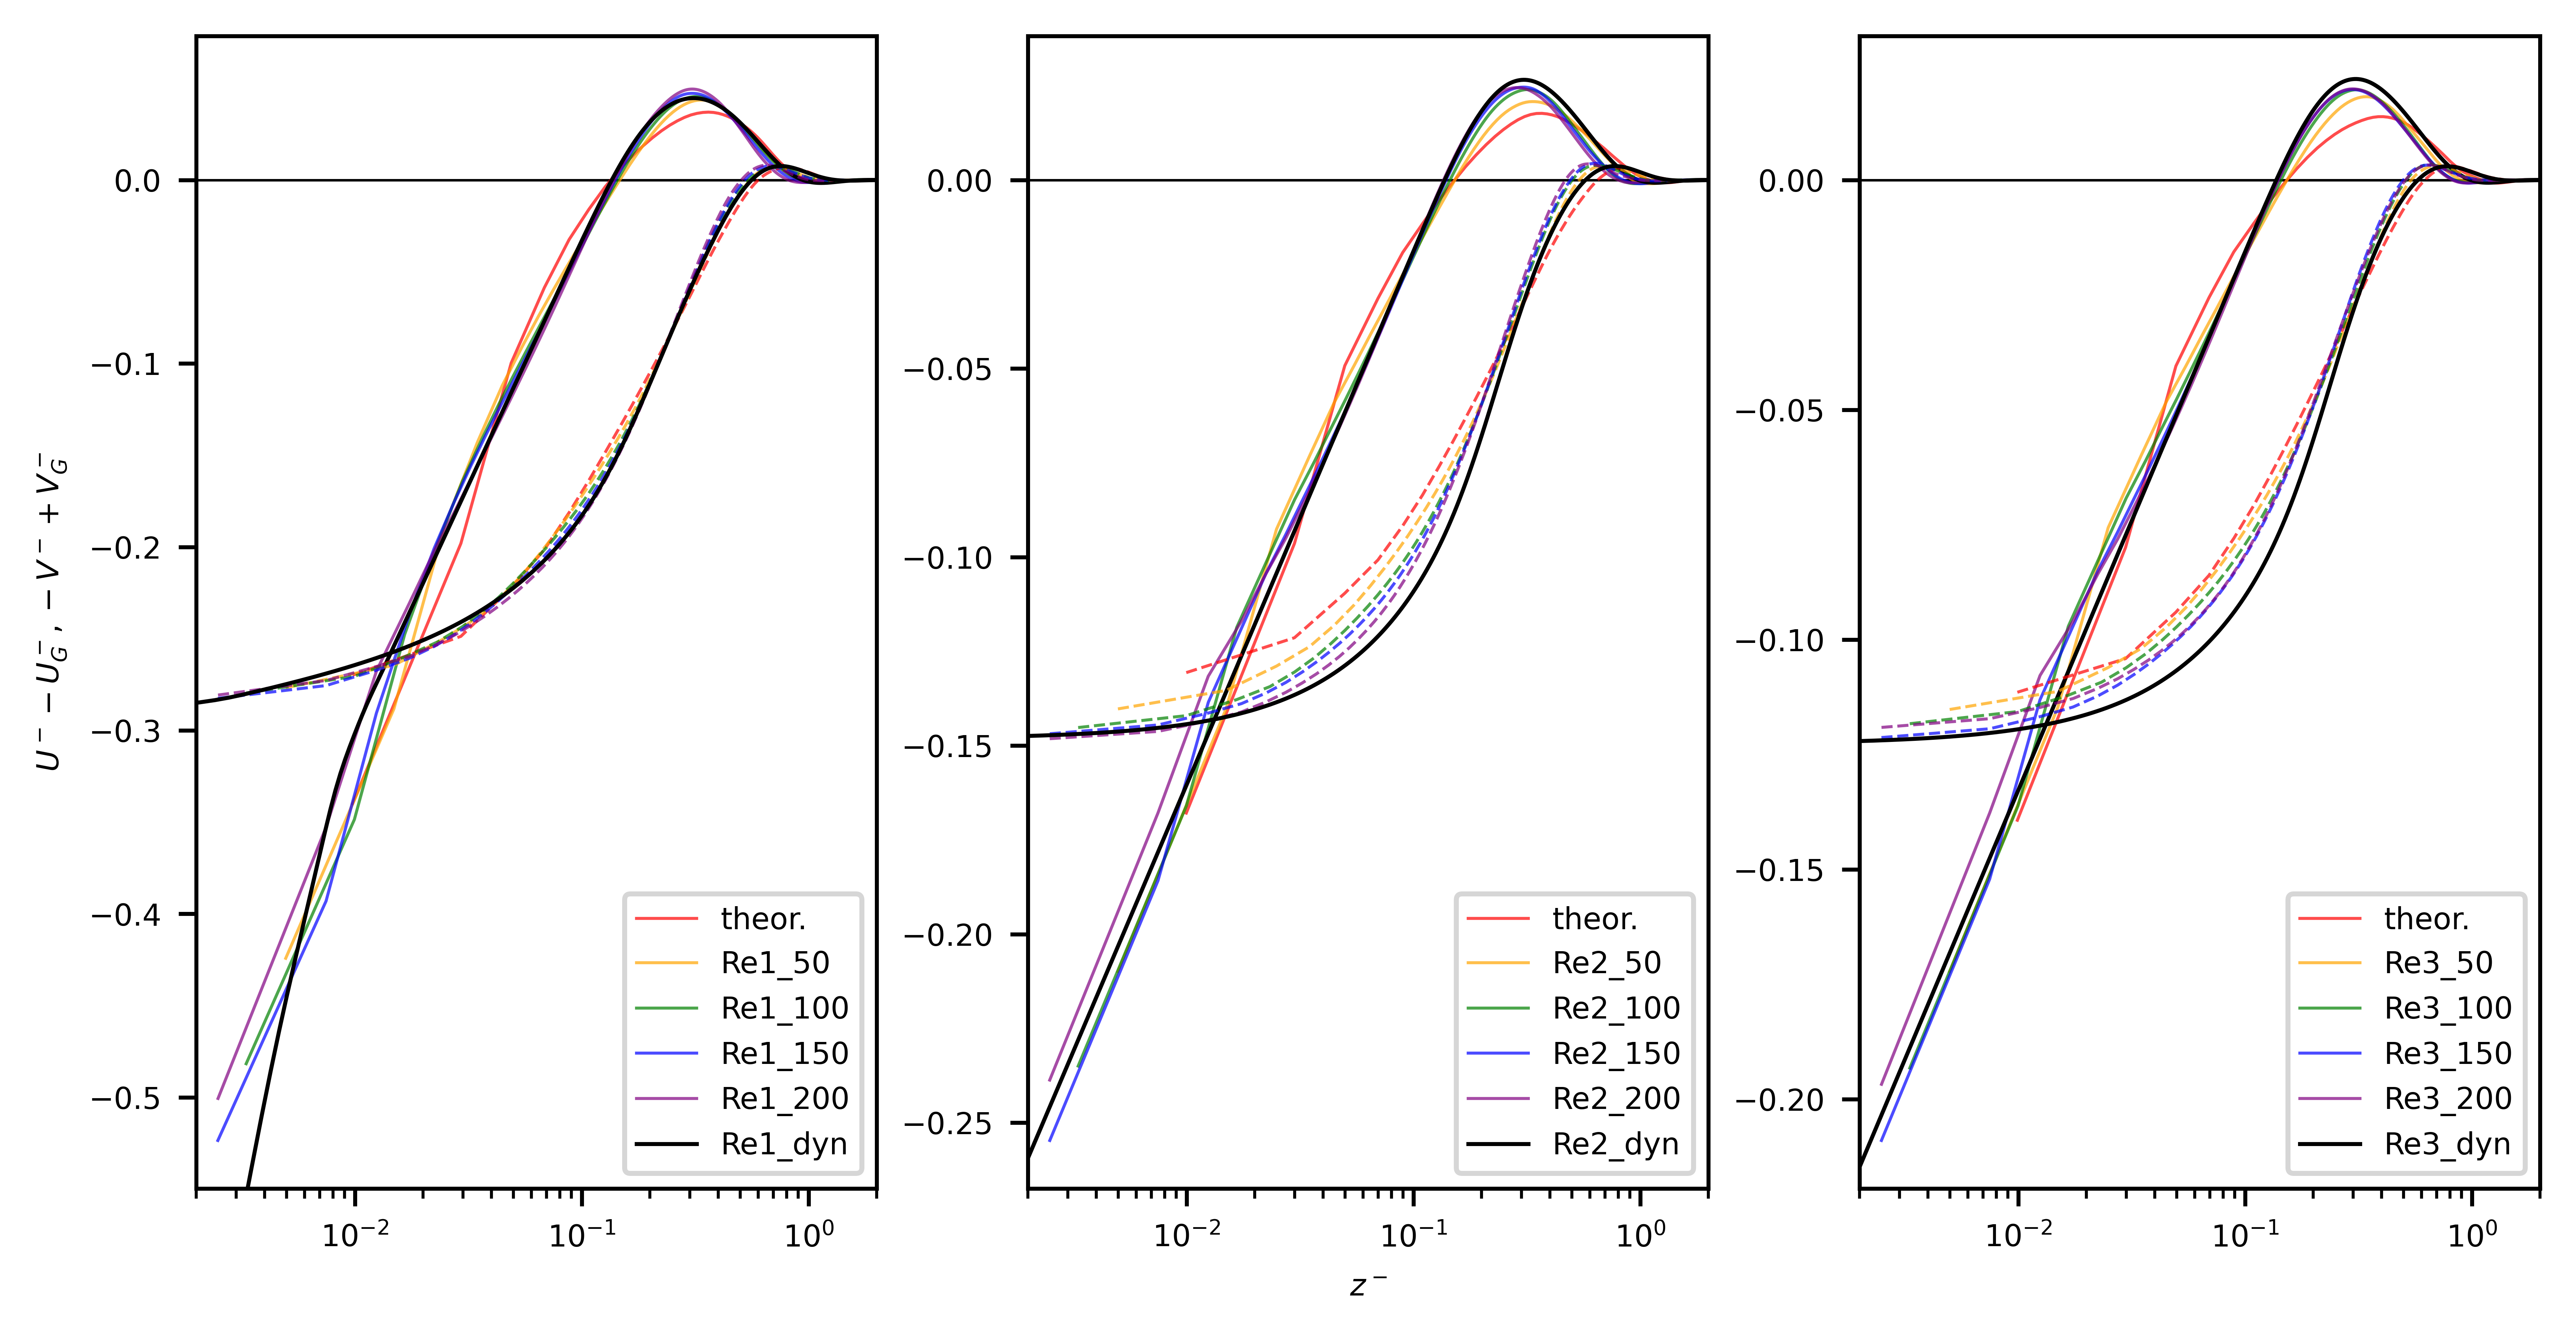 U⁻ − U_G⁻ , − V⁻ + V_G⁻
0.0
−0.1
−0.2
−0.3
−0.4
−0.5
10⁻²
10⁻¹
10⁰
theor.
Re1_50
Re1_100
Re1_150
Re1_200
Re1_dyn
0.00
−0.05
−0.10
−0.15
−0.20
−0.25
10⁻²
10⁻¹
10⁰
theor.
Re2_50
Re2_100
Re2_150
Re2_200
Re2_dyn
z⁻
0.00
−0.05
−0.10
−0.15
−0.20
10⁻²
10⁻¹
10⁰
theor.
Re3_50
Re3_100
Re3_150
Re3_200
Re3_dyn